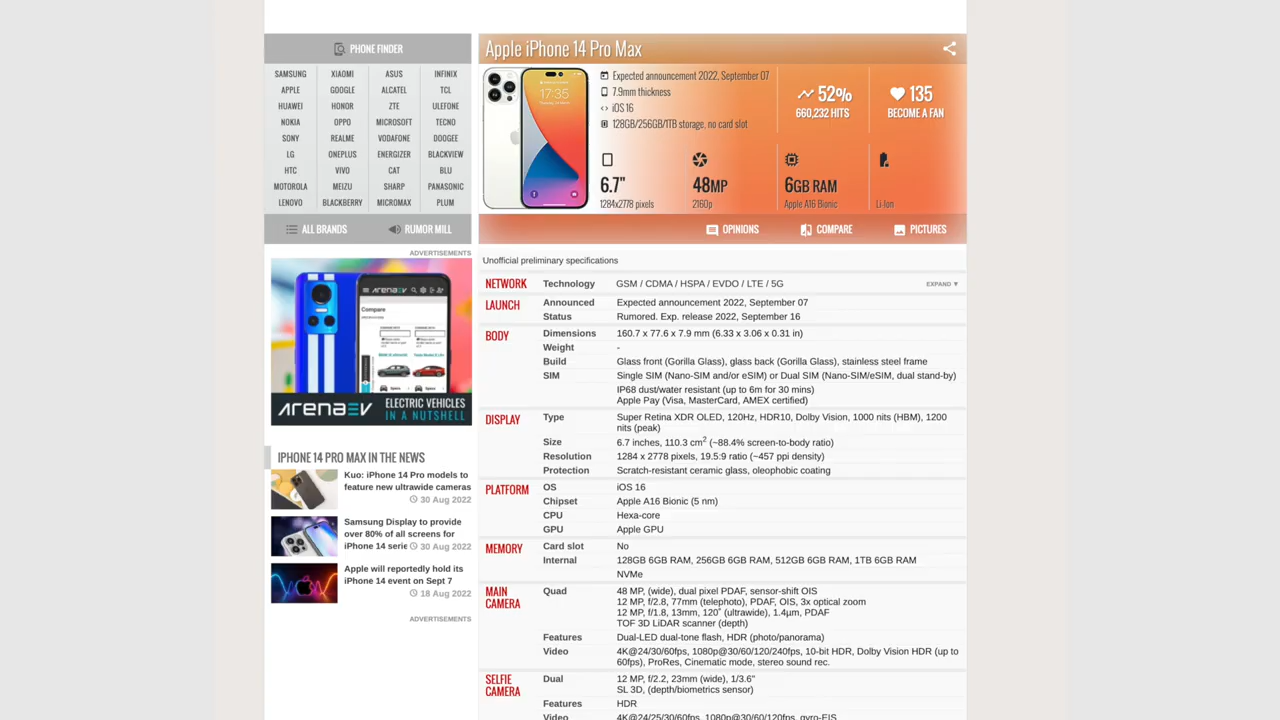 PHONE FINDER
SAMSUNG XIAOMI ASUS INFINIX
APPLE GOOGLE ALCATEL TCL
HUAWEI HONOR ZTE ULEFONE
NOKIA OPPO MICROSOFT TECNO
SONY REALME VODAFONE DOOGEE
LG ONEPLUS ENERGIZER BLACKVIEW
HTC VIVO CAT BLU
MOTOROLA MEIZU SHARP PANASONIC
LENOVO BLACKBERRY MICROMAX PLUM
ALL BRANDS RUMOR MILL
ADVERTISEMENTS
ARENAEV
Compare
Specs Specs
ARENAEV ELECTRIC VEHICLES
IN A NUTSHELL
IPHONE 14 PRO MAX IN THE NEWS
Kuo: iPhone 14 Pro models to
feature new ultrawide cameras
30 Aug 2022
Samsung Display to provide
over 80% of all screens for
iPhone 14 serie 30 Aug 2022
Apple will reportedly hold its
iPhone 14 event on Sept 7
18 Aug 2022
ADVERTISEMENTS
Apple iPhone 14 Pro Max
17:35
Expected announcement 2022, September 07
7.9mm thickness
iOS 16
128GB/256GB/1TB storage, no card slot
52%
660,232 HITS
135
BECOME A FAN
6.7"
1284x2778 pixels
48MP
2160p
6GB RAM
Apple A16 Bionic
Li-Ion
OPINIONS COMPARE PICTURES
Unofficial preliminary specifications
NETWORK Technology GSM / CDMA / HSPA / EVDO / LTE / 5G EXPAND ▼
LAUNCH Announced Expected announcement 2022, September 07
Status Rumored. Exp. release 2022, September 16
BODY Dimensions 160.7 x 77.6 x 7.9 mm (6.33 x 3.06 x 0.31 in)
Weight -
Build Glass front (Gorilla Glass), glass back (Gorilla Glass), stainless steel frame
SIM Single SIM (Nano-SIM and/or eSIM) or Dual SIM (Nano-SIM/eSIM, dual stand-by)
IP68 dust/water resistant (up to 6m for 30 mins)
Apple Pay (Visa, MasterCard, AMEX certified)
DISPLAY Type Super Retina XDR OLED, 120Hz, HDR10, Dolby Vision, 1000 nits (HBM), 1200
nits (peak)
Size 6.7 inches, 110.3 cm2 (~88.4% screen-to-body ratio)
Resolution 1284 x 2778 pixels, 19.5:9 ratio (~457 ppi density)
Protection Scratch-resistant ceramic glass, oleophobic coating
PLATFORM OS iOS 16
Chipset Apple A16 Bionic (5 nm)
CPU Hexa-core
GPU Apple GPU
MEMORY Card slot No
Internal 128GB 6GB RAM, 256GB 6GB RAM, 512GB 6GB RAM, 1TB 6GB RAM
NVMe
MAIN CAMERA Quad 48 MP, (wide), dual pixel PDAF, sensor-shift OIS
12 MP, f/2.8, 77mm (telephoto), PDAF, OIS, 3x optical zoom
12 MP, f/1.8, 13mm, 120˚ (ultrawide), 1.4µm, PDAF
TOF 3D LiDAR scanner (depth)
Features Dual-LED dual-tone flash, HDR (photo/panorama)
Video 4K@24/30/60fps, 1080p@30/60/120/240fps, 10-bit HDR, Dolby Vision HDR (up to
60fps), ProRes, Cinematic mode, stereo sound rec.
SELFIE CAMERA Dual 12 MP, f/2.2, 23mm (wide), 1/3.6"
SL 3D, (depth/biometrics sensor)
Features HDR
Video 4K@24/25/30/60fps, 1080p@30/60/120fps, gyro-EIS